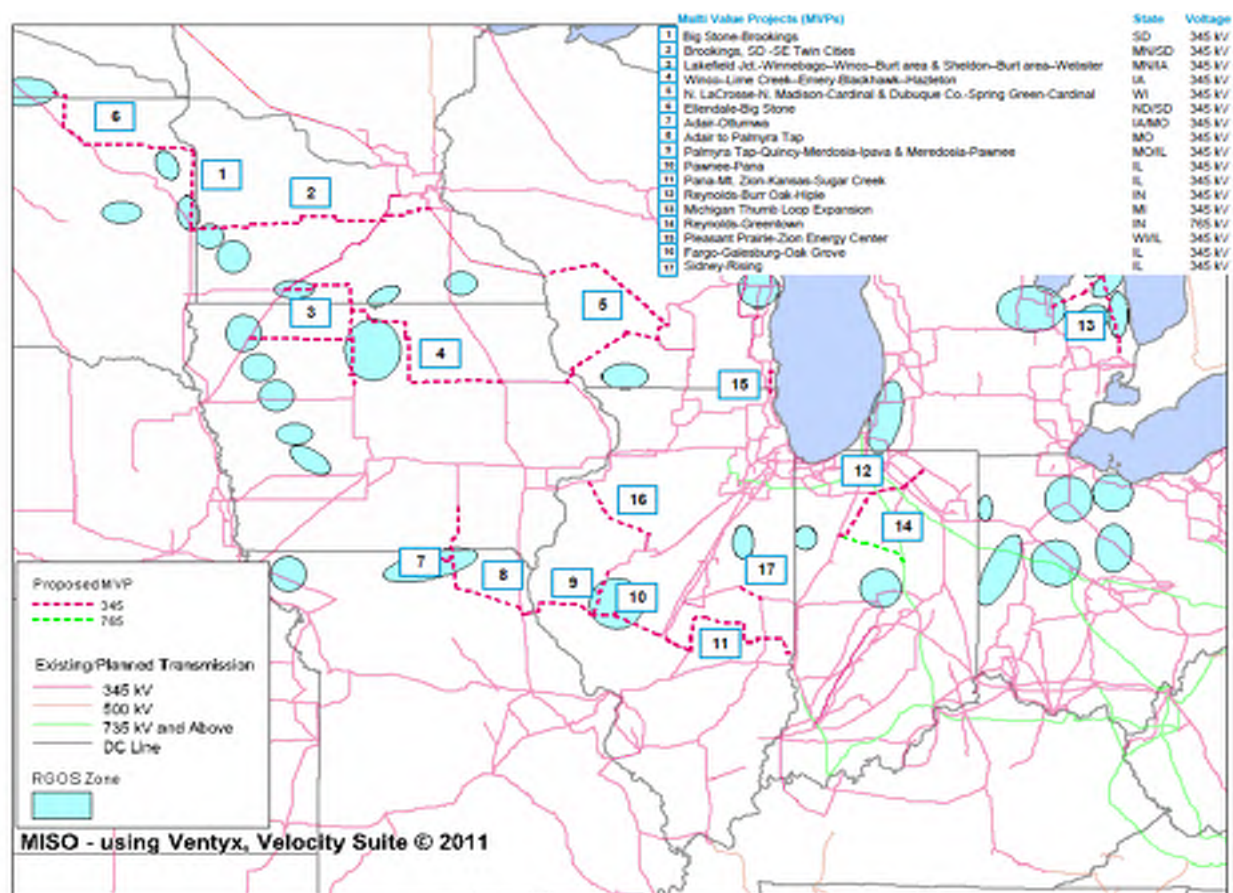 Multi Value Projects (MVPs) State Voltage
1 Big Stone-Brookings SD 345 kV
2 Brookings, SD -SE Twin Cities MN/SD 345 kV
3 Lakefield Jct.-Winnebago-Winco-Burt area & Sheldon-Burt area-Webster MN/IA 345 kV
4 Winco-Lime Creek-Emery-Blackhawk-Hazleton IA 345 kV
5 N. LaCrosse-N. Madison-Cardinal & Dubuque Co.-Spring Green-Cardinal WI 345 kV
6 Ellendale-Big Stone ND/SD 345 kV
7 Adair-Ottumwa IA/MO 345 kV
8 Adair to Palmyra Tap MO 345 kV
9 Palmyra Tap-Quincy-Merdosia-Ipava & Meredosia-Pawnee MO/IL 345 kV
10 Pawnee-Pana IL 345 kV
11 Pana-Mt. Zion-Kansas-Sugar Creek IL 345 kV
12 Reynolds-Burr Oak-Hiple IN 345 kV
13 Michigan Thumb Loop Expansion MI 345 kV
14 Reynolds-Greentown IN 765 kV
15 Pleasant Prairie-Zion Energy Center WI/IL 345 kV
16 Fargo-Galesburg-Oak Grove IL 345 kV
17 Sidney-Rising IL 345 kV
6
1
2
3
5
13
4
15
12
16
14
7
8
9
10
17
11
Proposed MVP
345
765
Existing/Planned Transmission
345 kV
500 kV
735 kV and Above
DC Line
RGOS Zone
MISO - using Ventyx, Velocity Suite © 2011